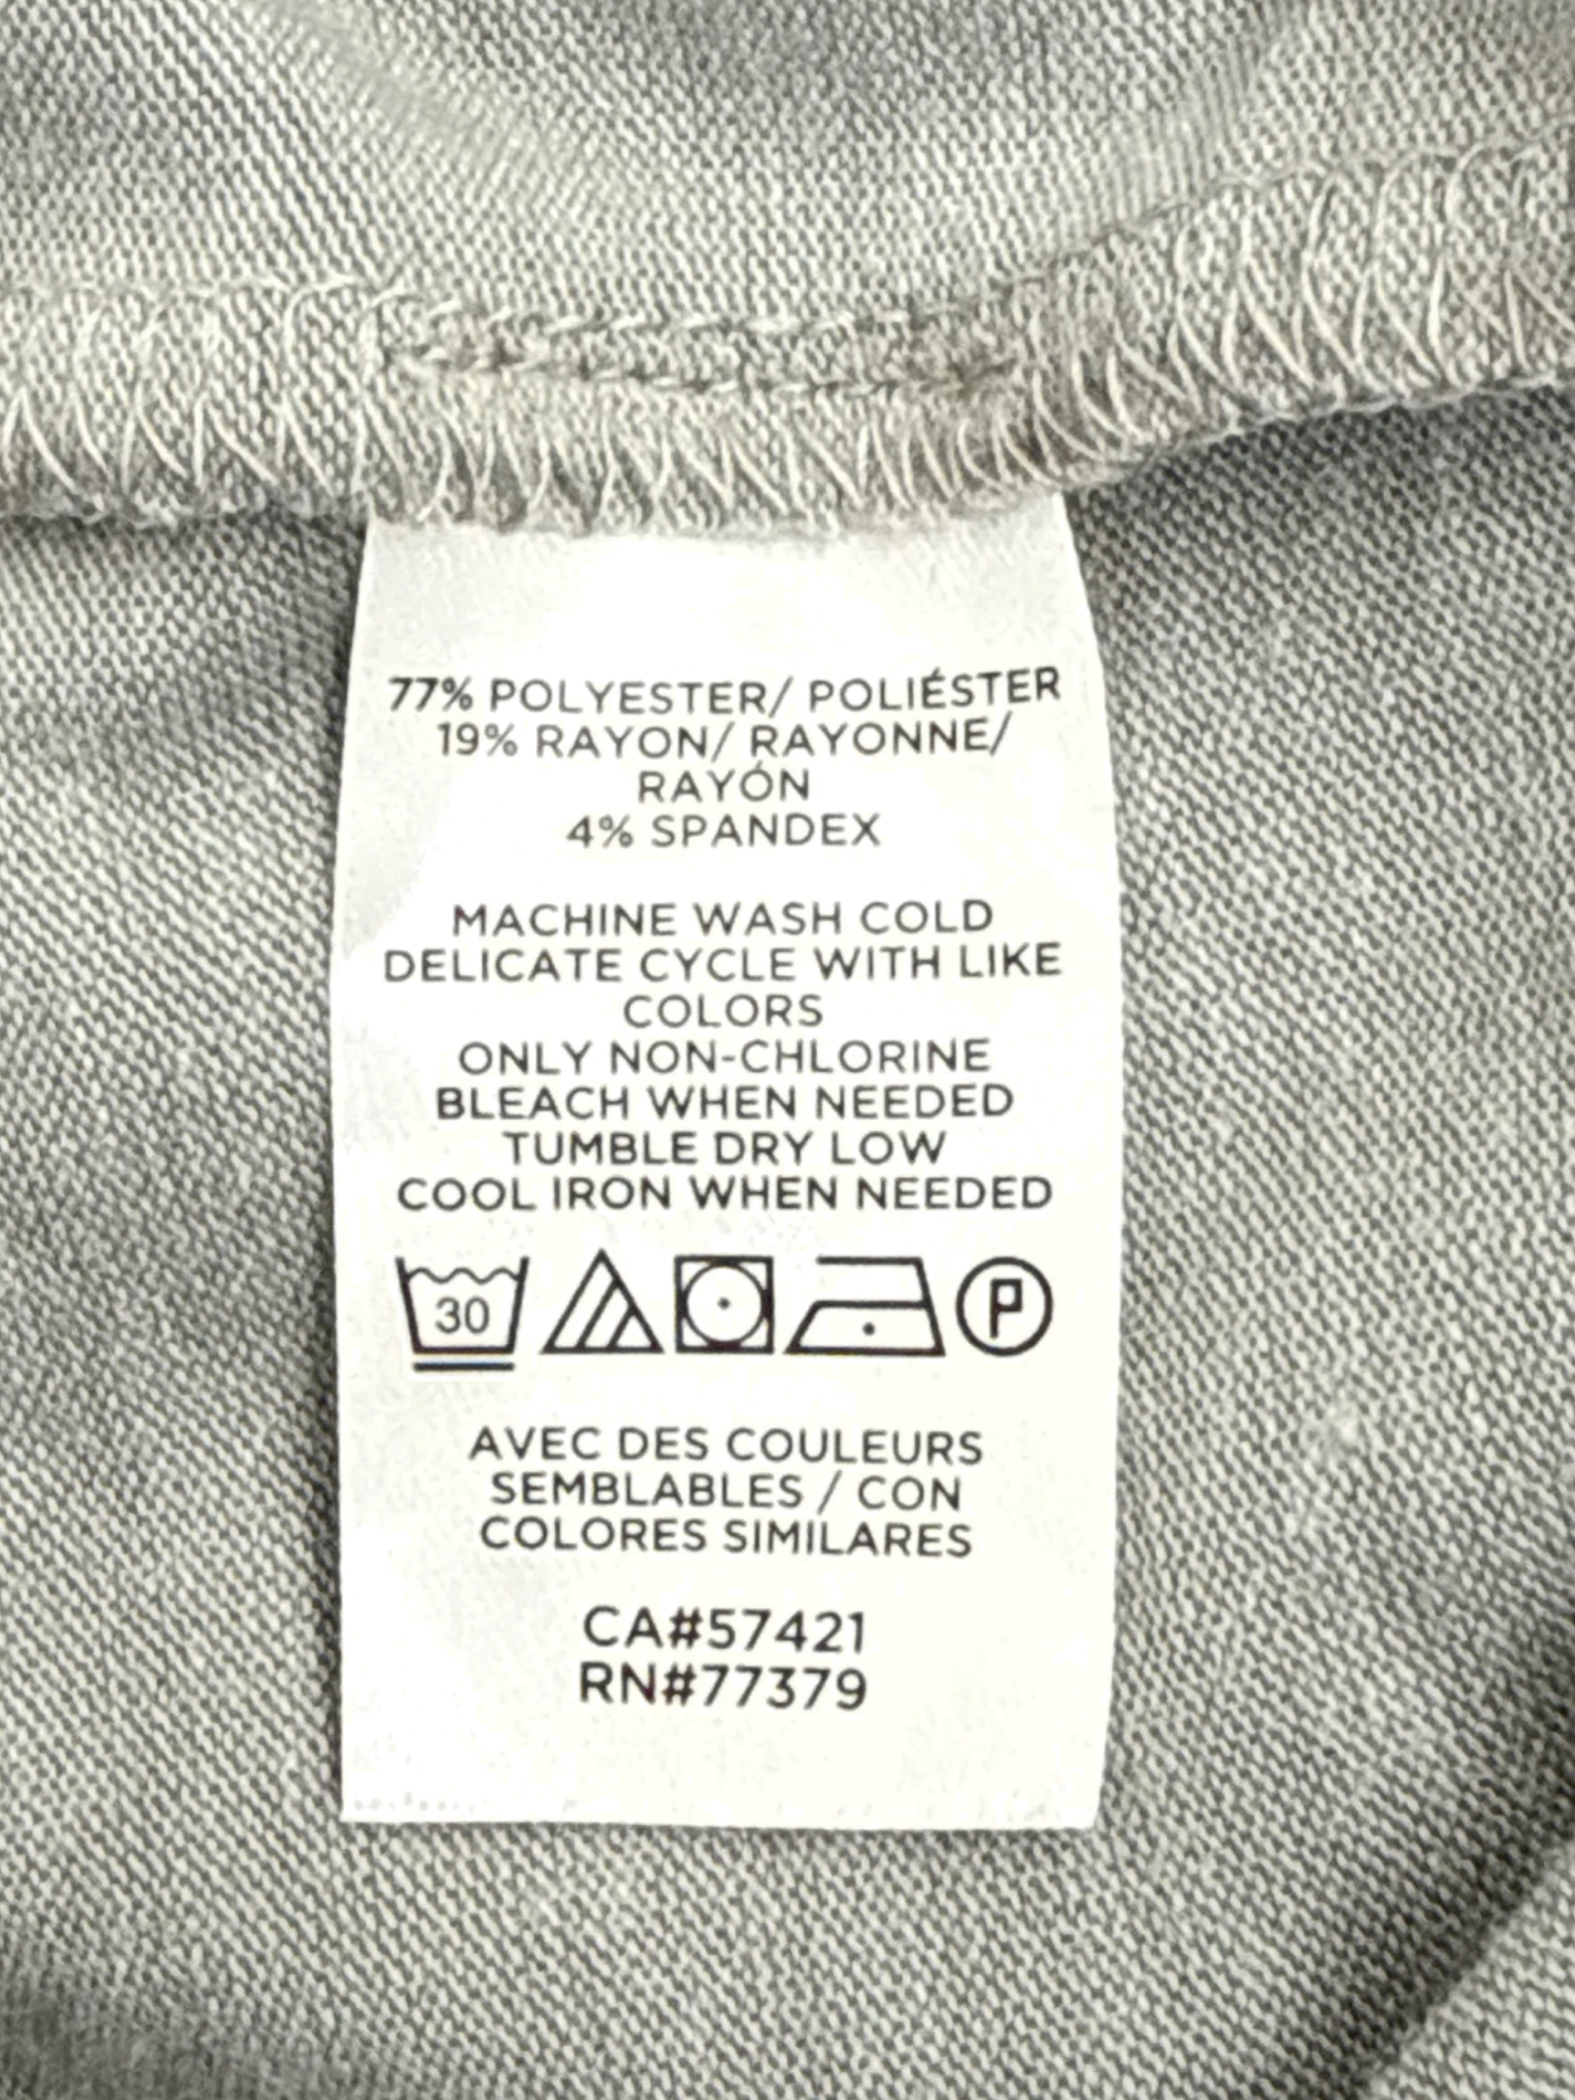 77% POLYESTER/ POLIÉSTER
19% RAYON/ RAYONNE/
RAYÓN
4% SPANDEX
MACHINE WASH COLD
DELICATE CYCLE WITH LIKE
COLORS
ONLY NON-CHLORINE
BLEACH WHEN NEEDED
TUMBLE DRY LOW
COOL IRON WHEN NEEDED
30 P
AVEC DES COULEURS
SEMBLABLES / CON
COLORES SIMILARES
CA#57421
RN#77379